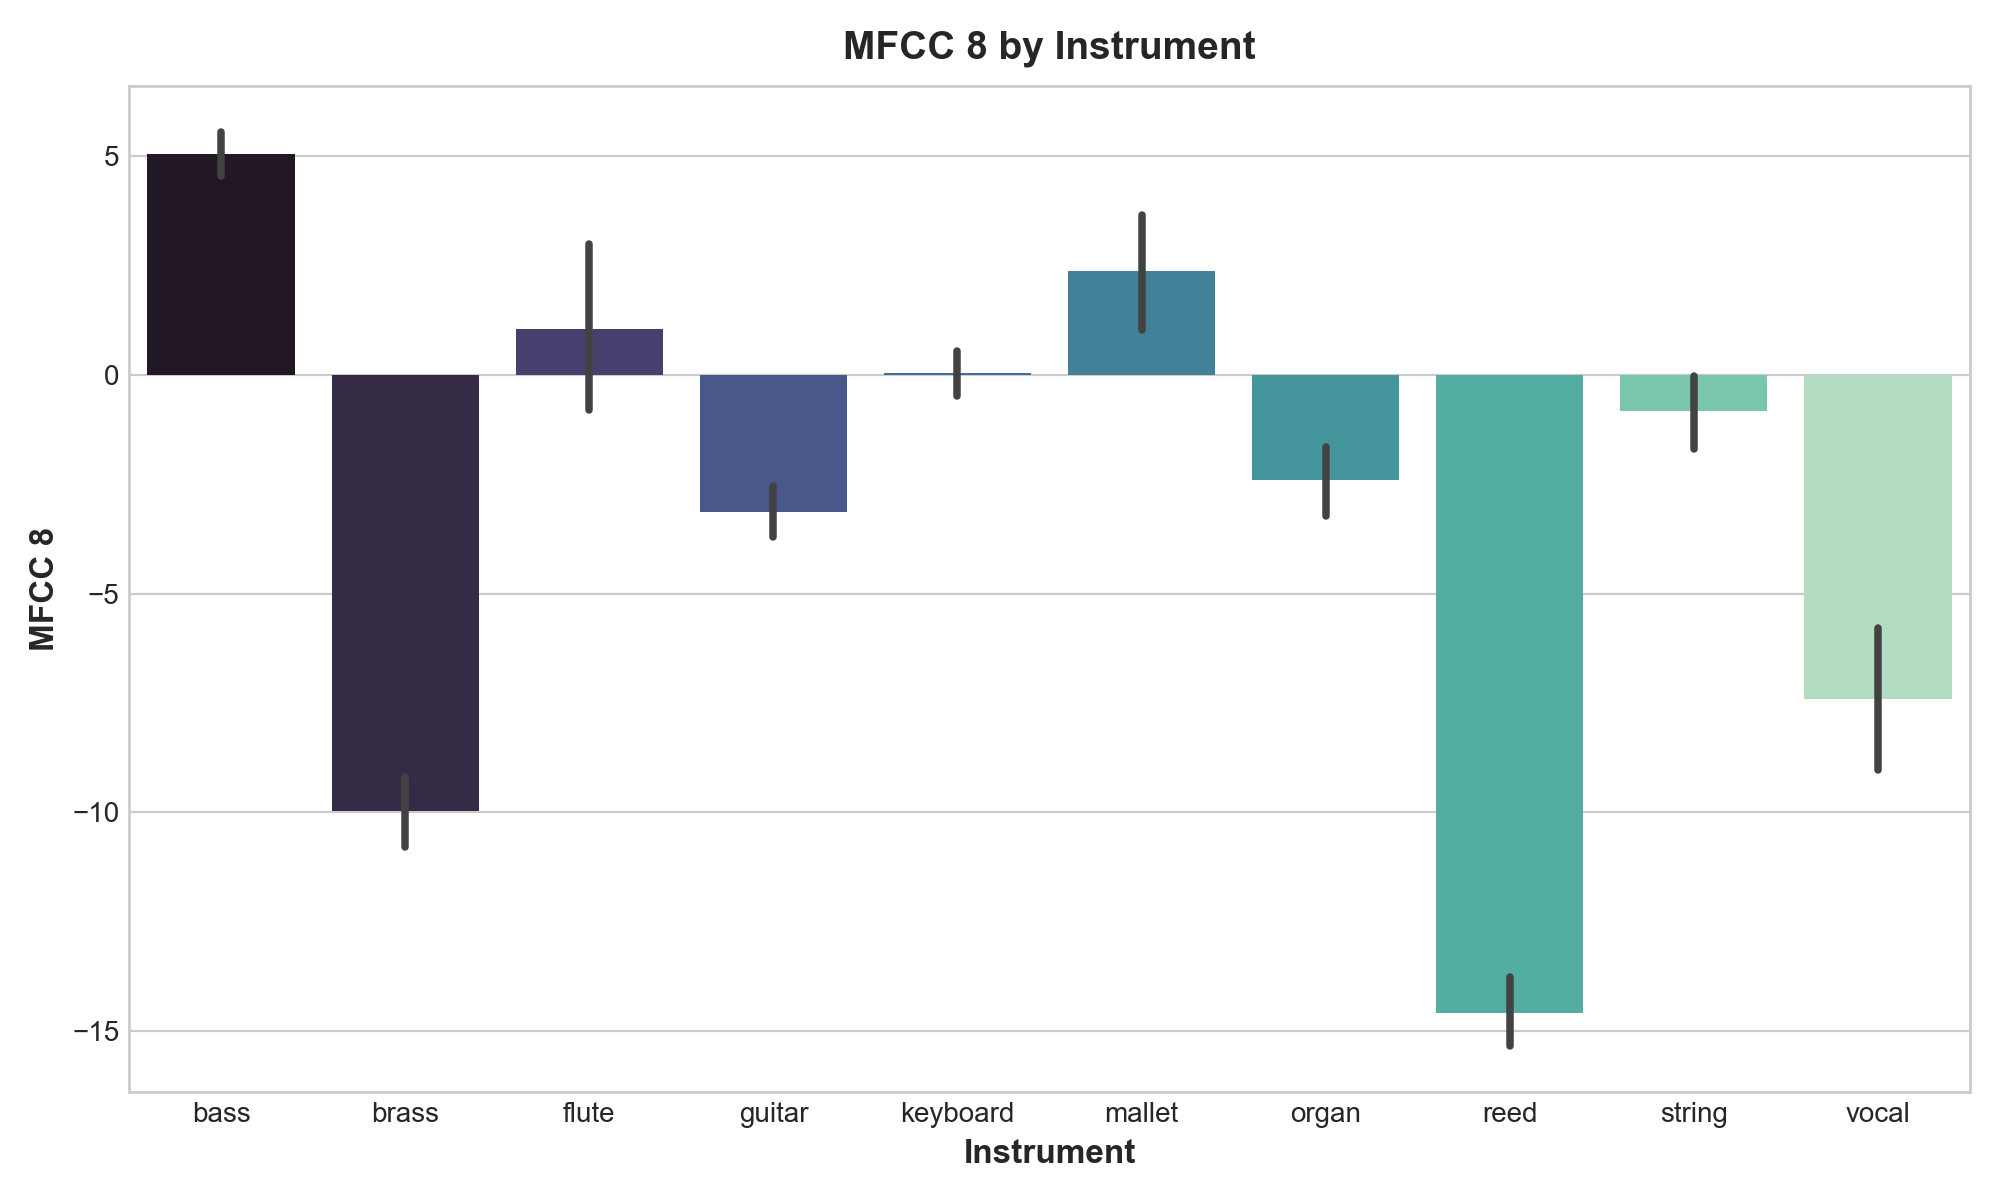 MFCC 8 by Instrument
MFCC 8
5
0
−5
−10
−15
bass
brass
flute
guitar
keyboard
mallet
organ
reed
string
vocal
Instrument